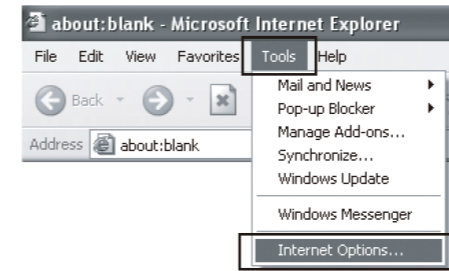 about:blank - Microsoft Internet Explorer
File Edit View Favorites Tools Help
Back
Address about:blank
Mail and News
Pop-up Blocker
Manage Add-ons...
Synchronize...
Windows Update
Windows Messenger
Internet Options...